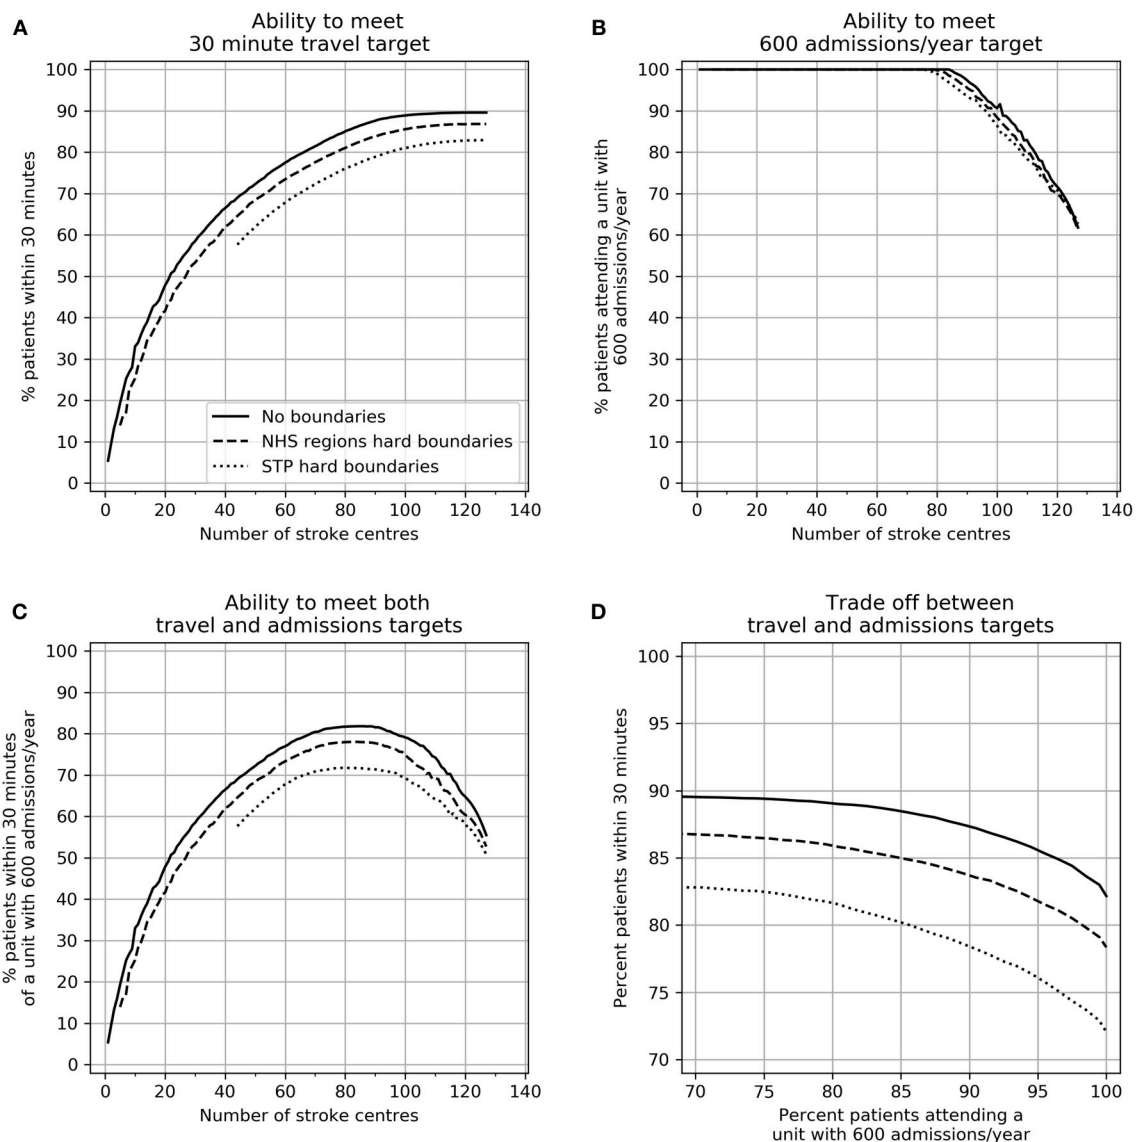 A
Ability to meet
30 minute travel target
% patients within 30 minutes
100
90
80
70
60
50
40
30
20
10
0
No boundaries
NHS regions hard boundaries
STP hard boundaries
0 20 40 60 80 100 120 140
Number of stroke centres
B
Ability to meet
600 admissions/year target
% patients attending a unit with
600 admissions/year
100
90
80
70
60
50
40
30
20
10
0
0 20 40 60 80 100 120 140
Number of stroke centres
C
Ability to meet both
travel and admissions targets
% patients within 30 minutes
of a unit with 600 admissions/year
100
90
80
70
60
50
40
30
20
10
0
0 20 40 60 80 100 120 140
Number of stroke centres
D
Trade off between
travel and admissions targets
Percent patients within 30 minutes
100
95
90
85
80
75
70
70 75 80 85 90 95 100
Percent patients attending a
unit with 600 admissions/year